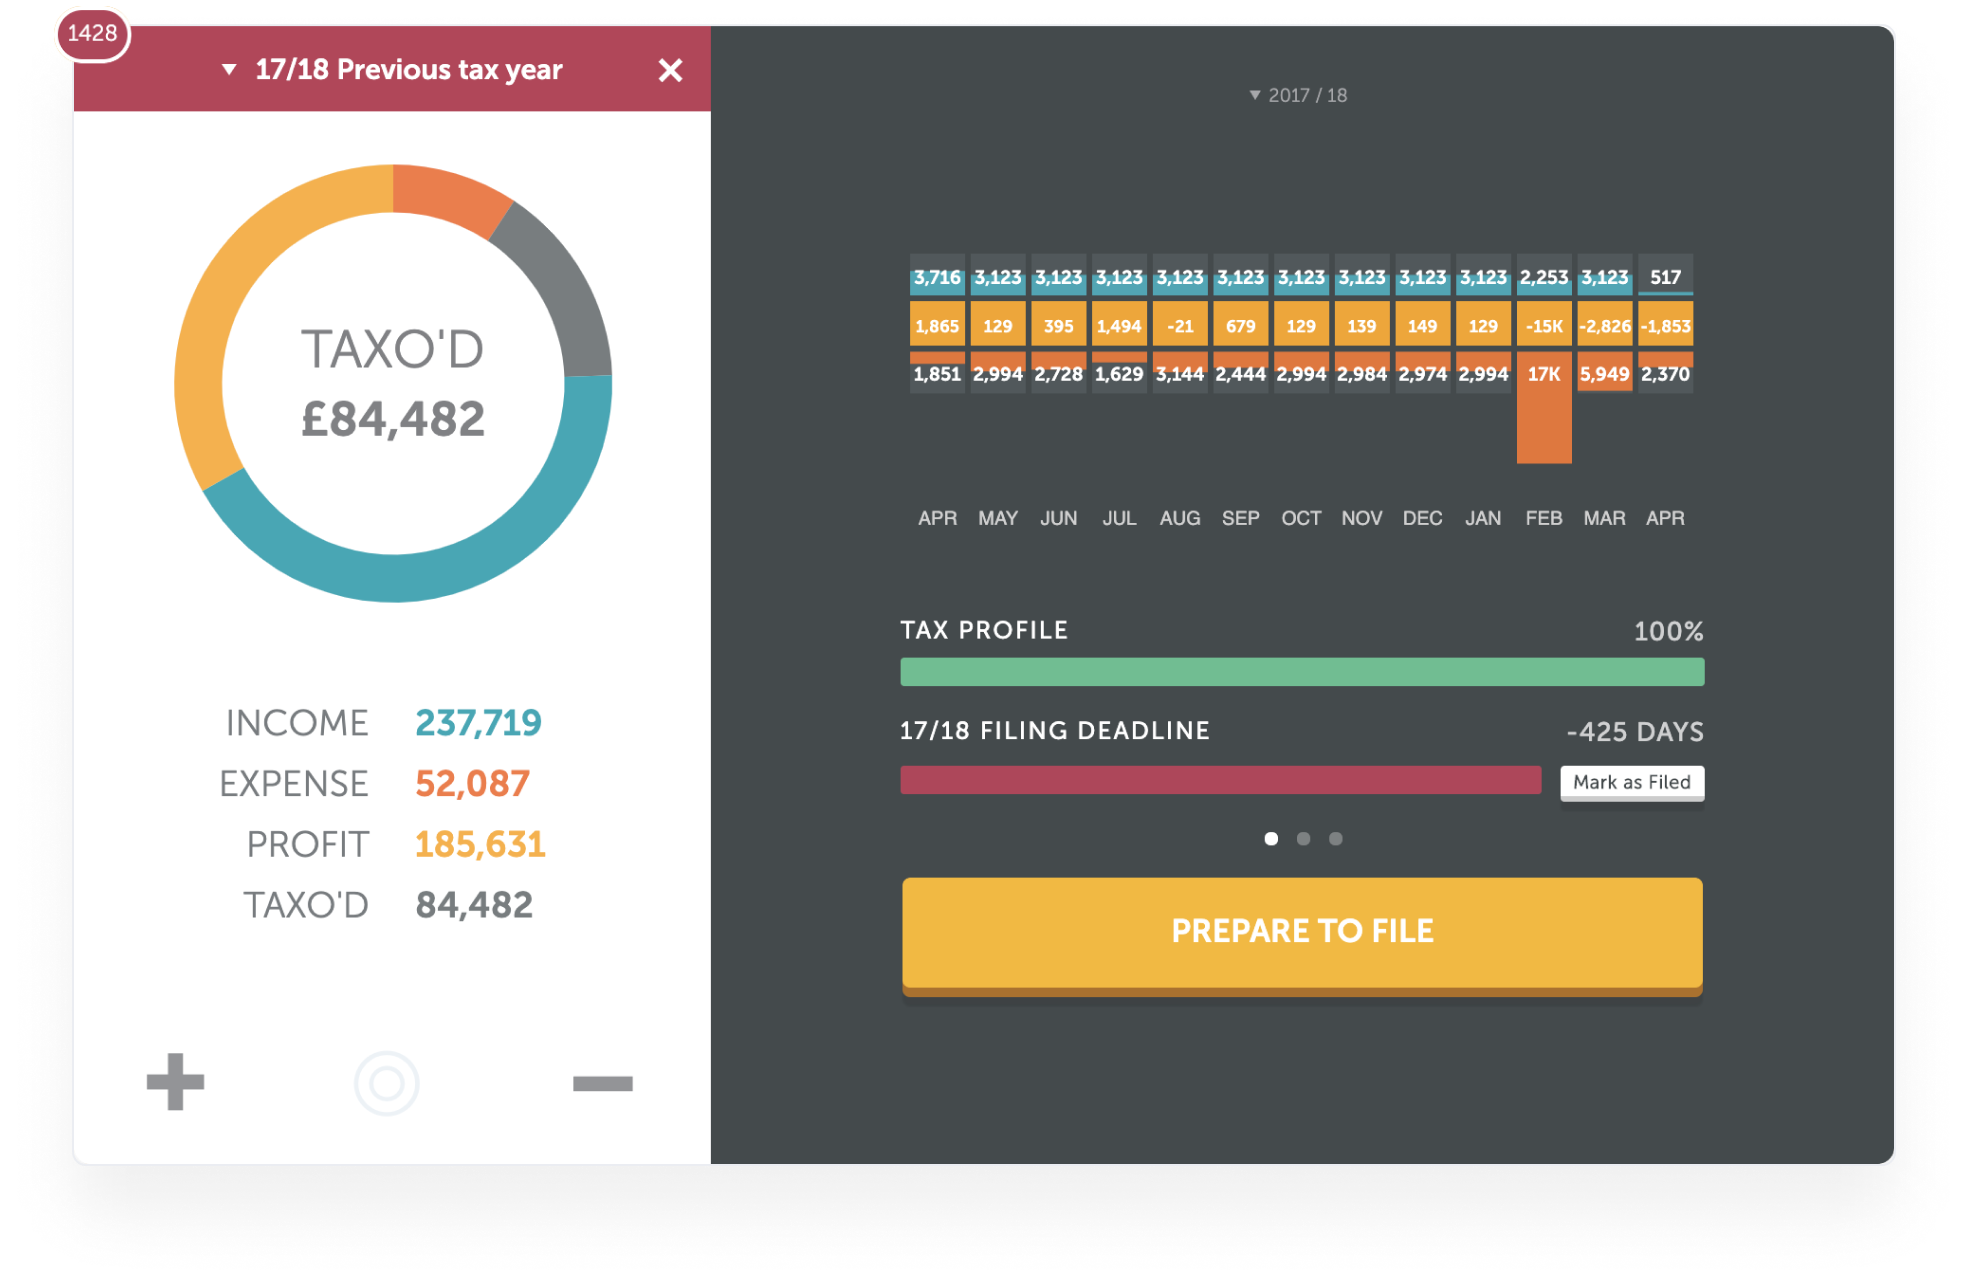 1428
17/18 Previous tax year
TAXO'D
£84,482
INCOME 237,719
EXPENSE 52,087
PROFIT 185,631
TAXO'D 84,482
2017 / 18
3,716 3,123 3,123 3,123 3,123 3,123 3,123 3,123 3,123 3,123 2,253 3,123 517
1,865 129 395 1,494 -21 679 129 139 149 129 -15K -2,826 -1,853
1,851 2,994 2,728 1,629 3,144 2,444 2,994 2,984 2,974 2,994 17K 5,949 2,370
APR MAY JUN JUL AUG SEP OCT NOV DEC JAN FEB MAR APR
TAX PROFILE 100%
17/18 FILING DEADLINE -425 DAYS
Mark as Filed
PREPARE TO FILE